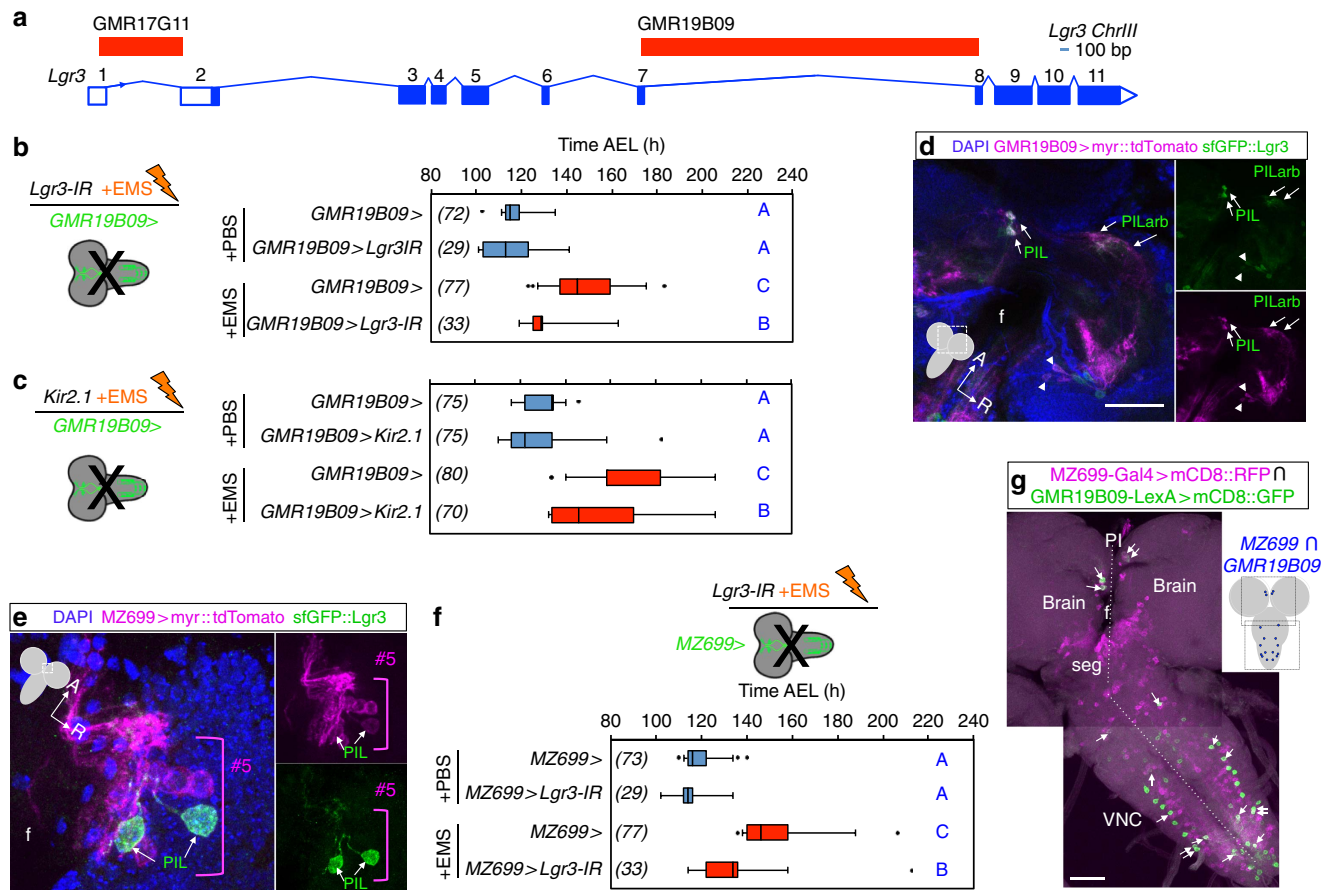 a
GMR17G11
GMR19B09
Lgr3 ChrIII
100 bp
Lgr3
1 2 3 4 5 6 7 8 9 10 11
b
Lgr3-IR +EMS
GMR19B09>
Time AEL (h)
80 100 120 140 160 180 200 220 240
+PBS
GMR19B09> (72) A
GMR19B09>Lgr3IR (29) A
+EMS
GMR19B09> (77) C
GMR19B09>Lgr3-IR (33) B
c
Kir2.1 +EMS
GMR19B09>
+PBS
GMR19B09> (75) A
GMR19B09>Kir2.1 (75) A
+EMS
GMR19B09> (80) C
GMR19B09>Kir2.1 (70) B
d
DAPI GMR19B09>myr::tdTomato sfGFP::Lgr3
PIL
PILarb
f
A
R
PILarb
PIL
PILarb
PIL
e
DAPI MZ699>myr::tdTomato sfGFP::Lgr3
A
R
#5
f
PIL
#5
PIL
#5
PIL
f
Lgr3-IR +EMS
MZ699>
Time AEL (h)
80 100 120 140 160 180 200 220 240
+PBS
MZ699> (73) A
MZ699>Lgr3-IR (29) A
+EMS
MZ699> (77) C
MZ699>Lgr3-IR (33) B
g
MZ699-Gal4>mCD8::RFP ∩
GMR19B09-LexA>mCD8::GFP
PI
Brain
Brain
f
seg
VNC
MZ699 ∩
GMR19B09